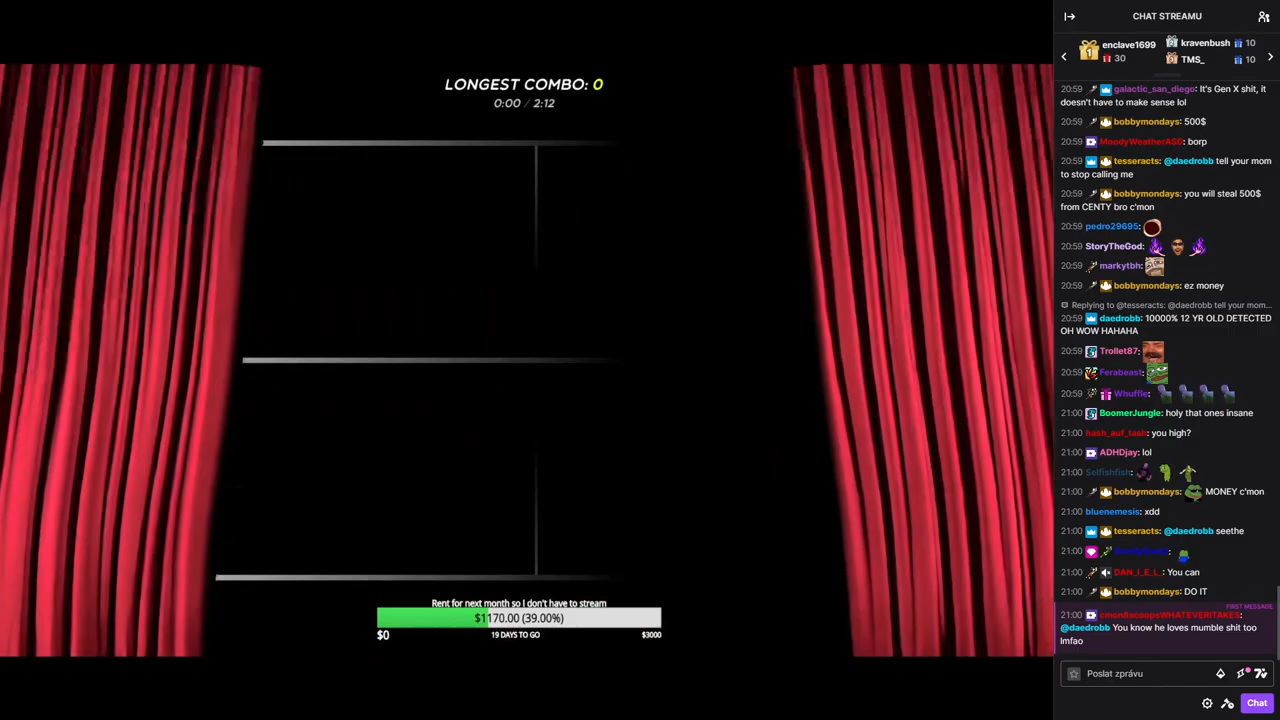 CHAT STREAMU
enclave1699
30
kravenbush 10
TMS_ 10
LONGEST COMBO: 0
0:00 / 2:12
20:59 galactic_san_diego: It's Gen X shit, it
doesn't have to make sense lol
20:59 bobbymondays: 500$
20:59 MoodyWeatherASD: borp
20:59 tesseracts: @daedrobb tell your mom
to stop calling me
20:59 bobbymondays: you will steal 500$
from CENTY bro c'mon
20:59 pedro29695:
20:59 StoryTheGod:
20:59 markytbh:
20:59 bobbymondays: ez money
Replying to @tesseracts: @daedrobb tell your mom...
20:59 daedrobb: 10000% 12 YR OLD DETECTED
OH WOW HAHAHA
20:59 Trollet87:
20:59 Ferabeast:
20:59 Whuffle:
21:00 BoomerJungle: holy that ones insane
21:00 hash_auf_tash: you high?
21:00 ADHDjay: lol
21:00 Selfishfish:
21:00 bobbymondays: MONEY c'mon
21:00 bluenemesis: xdd
21:00 tesseracts: @daedrobb seethe
21:00
21:00 DAN_I_E_L_: You can
21:00 bobbymondays: DO IT
FIRST MESSAGE
21:00
@daedrobb You know he loves mumble shit too
lmfao
Rent for next month so I don't have to stream
$1170.00 (39.00%)
$0 19 DAYS TO GO $3000
Poslat zprávu
Chat